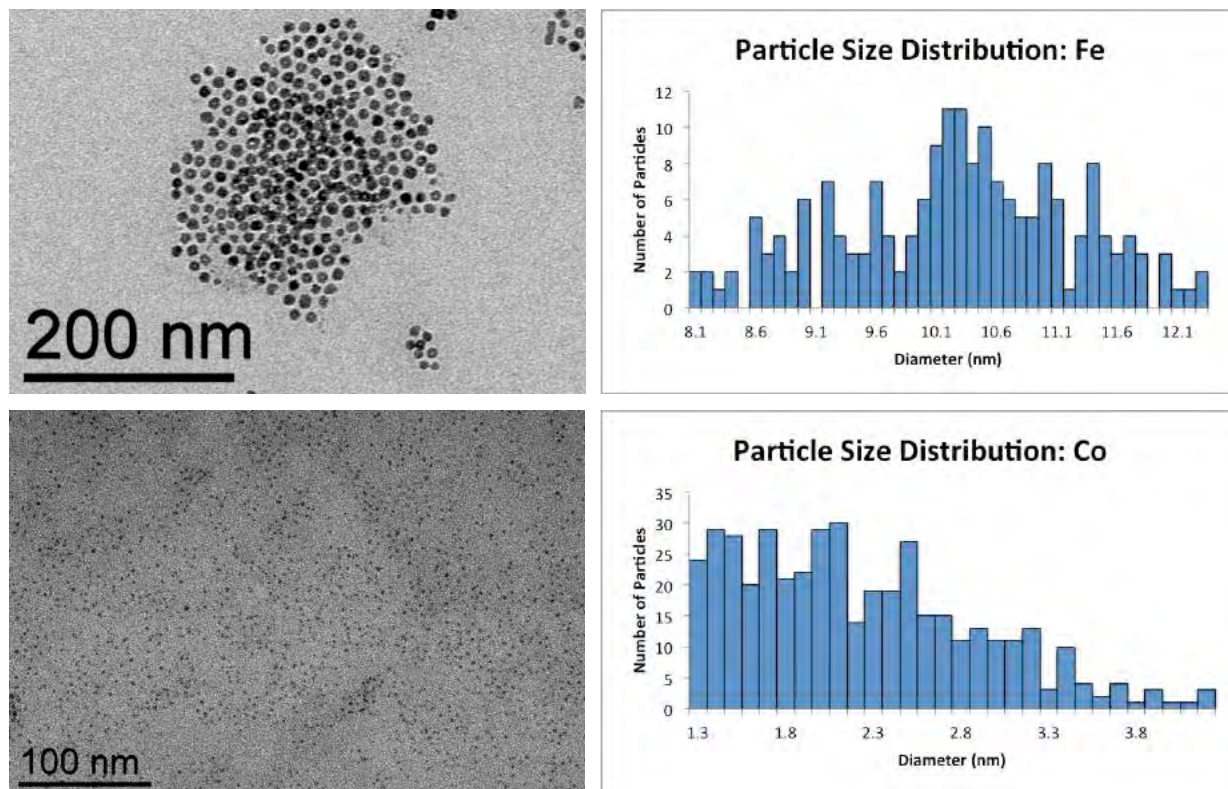 200 nm
Particle Size Distribution: Fe
Number of Particles
12
10
8
6
4
2
0
8.1 8.6 9.1 9.6 10.1 10.6 11.1 11.6 12.1
Diameter (nm)
100 nm
Particle Size Distribution: Co
Number of Particles
35
30
25
20
15
10
5
0
1.3 1.8 2.3 2.8 3.3 3.8
Diameter (nm)